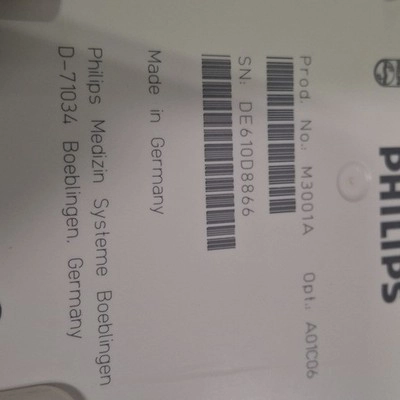 PHILIPS
Prod. No.: M3001A Opt.: A01C06
SN: DE610D8866
Made in Germany
Philips Medizin Systeme Boeblingen
D-71034 Boeblingen, Germany